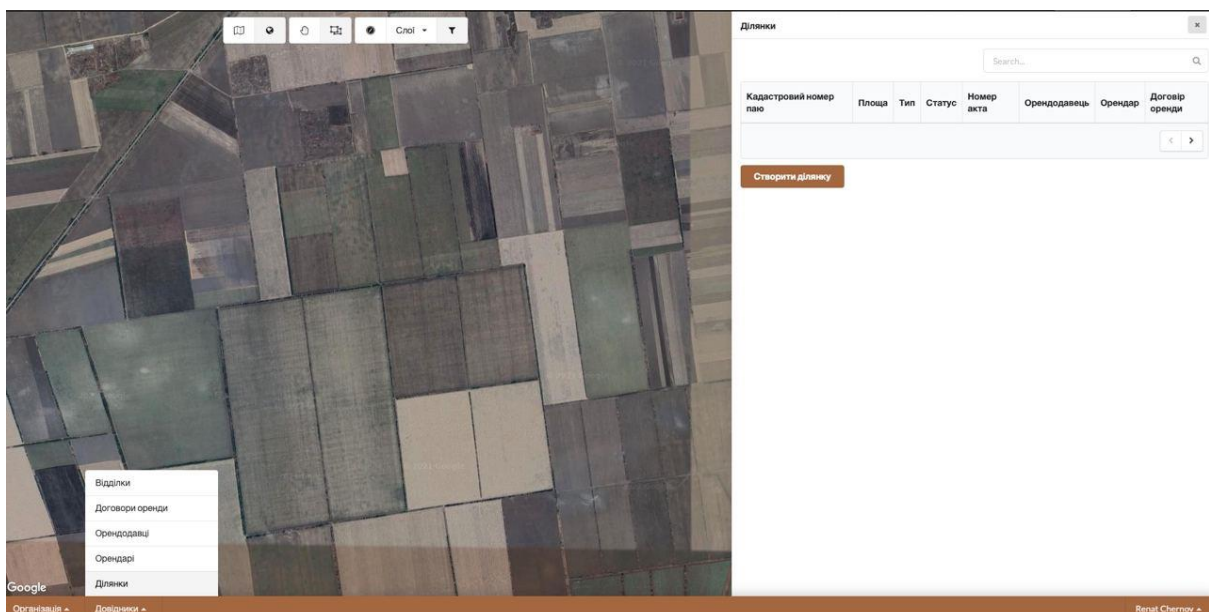 Слої
Ділянки
Search...
Кадастровий номер паю
Площа
Тип
Статус
Номер акта
Орендодавець
Орендар
Договір оренди
Створити ділянку
Відділки
Договори оренди
Орендодавці
Орендарі
Ділянки
Google
Організація
Довідники
Renat Chernov